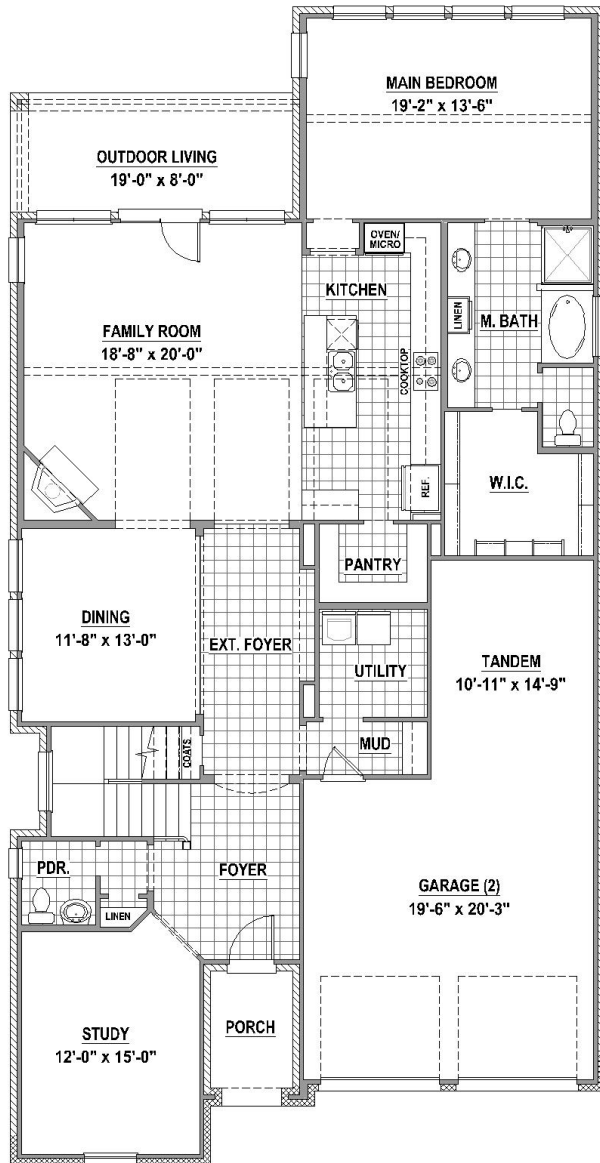 MAIN BEDROOM
19'-2" x 13'-6"
OUTDOOR LIVING
19'-0" x 8'-0"
OVEN/
MICRO
KITCHEN
LINEN
M. BATH
FAMILY ROOM
18'-8" x 20'-0"
COOKTOP
REF.
W.I.C.
PANTRY
DINING
11'-8" x 13'-0"
EXT. FOYER
UTILITY
TANDEM
10'-11" x 14'-9"
COATS
MUD
PDR.
FOYER
LINEN
GARAGE (2)
19'-6" x 20'-3"
STUDY
12'-0" x 15'-0"
PORCH